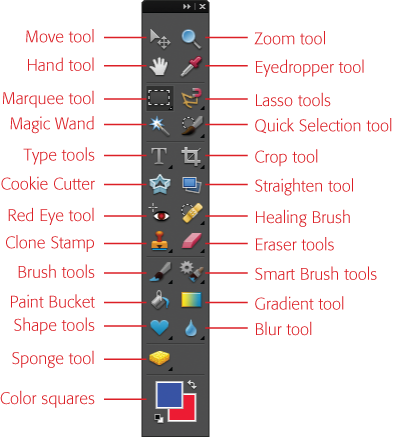 Move tool
Zoom tool
Hand tool
Eyedropper tool
Marquee tool
Lasso tools
Magic Wand
Quick Selection tool
Type tools
T
Crop tool
Cookie Cutter
Straighten tool
Red Eye tool
Healing Brush
Clone Stamp
Eraser tools
Brush tools
Smart Brush tools
Paint Bucket
Gradient tool
Shape tools
Blur tool
Sponge tool
Color squares